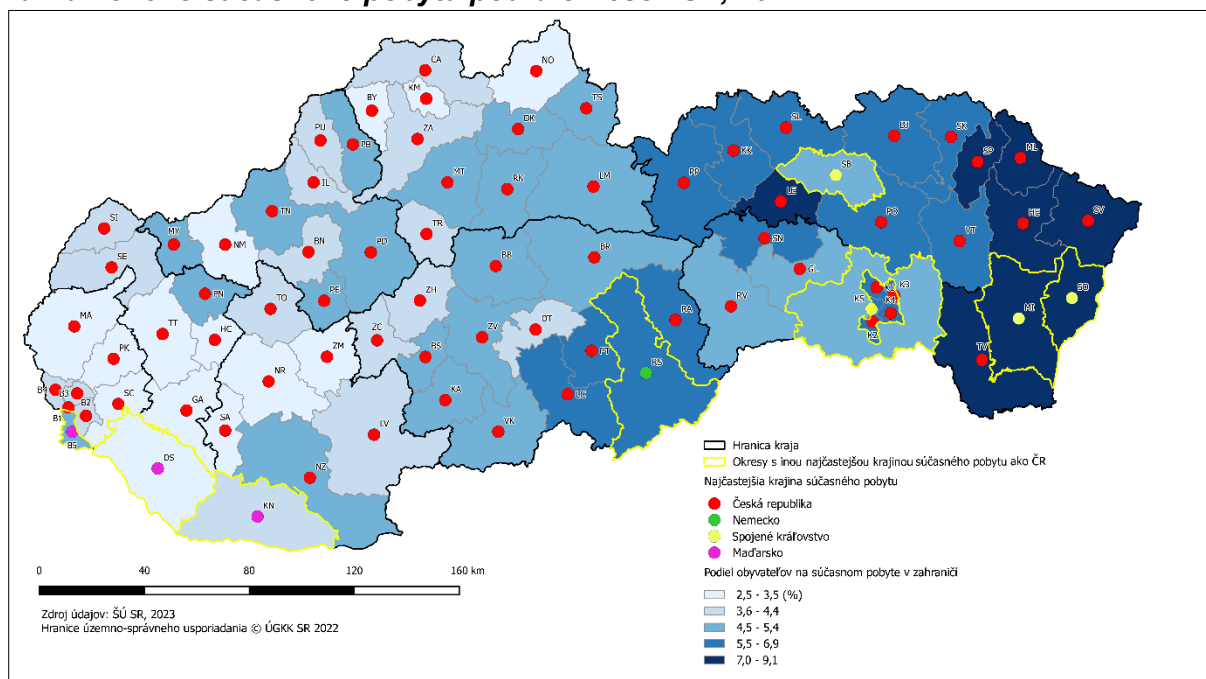 CA
NO
KM
BY
TS
DK
ZA
PU
PB
SL
BJ
SK
ML
SP
KK
SB
MT
RK
LM
PP
IL
LE
TN
PO
HE
SV
SI
TR
MY
NM
BN
PD
SN
VT
BB
BR
SE
GL
PN
PE
ZH
K1
K3
SO
TO
RV
K5
K4
MI
MA
TT
HC
ZC
ZV
DT
RA
K2
PK
ZM
BS
PT
TV
NR
RS
B4
B3
B2
SC
KA
LC
B1
GA
SA
LV
VK
B5
DS
NZ
KN
Hranica kraja
Okresy s inou najčastejšou krajinou súčasného pobytu ako ČR
Najčastejšia krajina súčasného pobytu
Česká republika
Nemecko
Spojené kráľovstvo
Maďarsko
Podiel obyvateľov na súčasnom pobyte v zahraničí
2,5 - 3,5 (%)
3,6 - 4,4
4,5 - 5,4
5,5 - 6,9
7,0 - 9,1
0 40 80 120 160 km
Zdroj údajov: ŠÚ SR, 2023
Hranice územno-správneho usporiadania © ÚGKK SR 2022